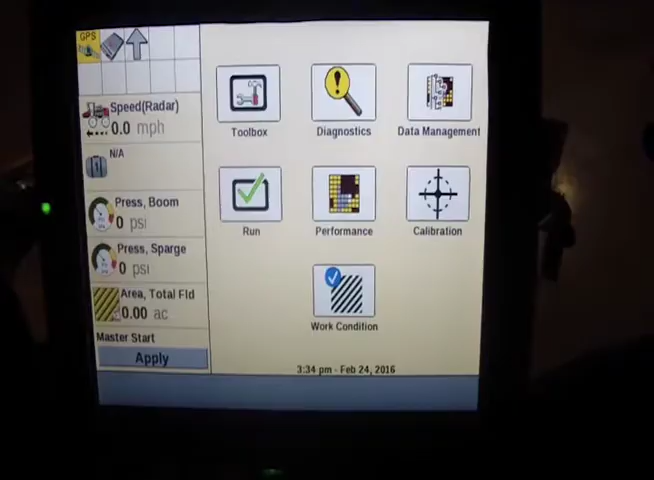 GPS
Speed(Radar)
0.0 mph
N/A
Press, Boom
0 psi
Press, Sparge
0 psi
Area, Total Fld
0.00 ac
Master Start
Apply
Toolbox
Diagnostics
Data Management
Run
Performance
Calibration
Work Condition
3:34 pm - Feb 24, 2016